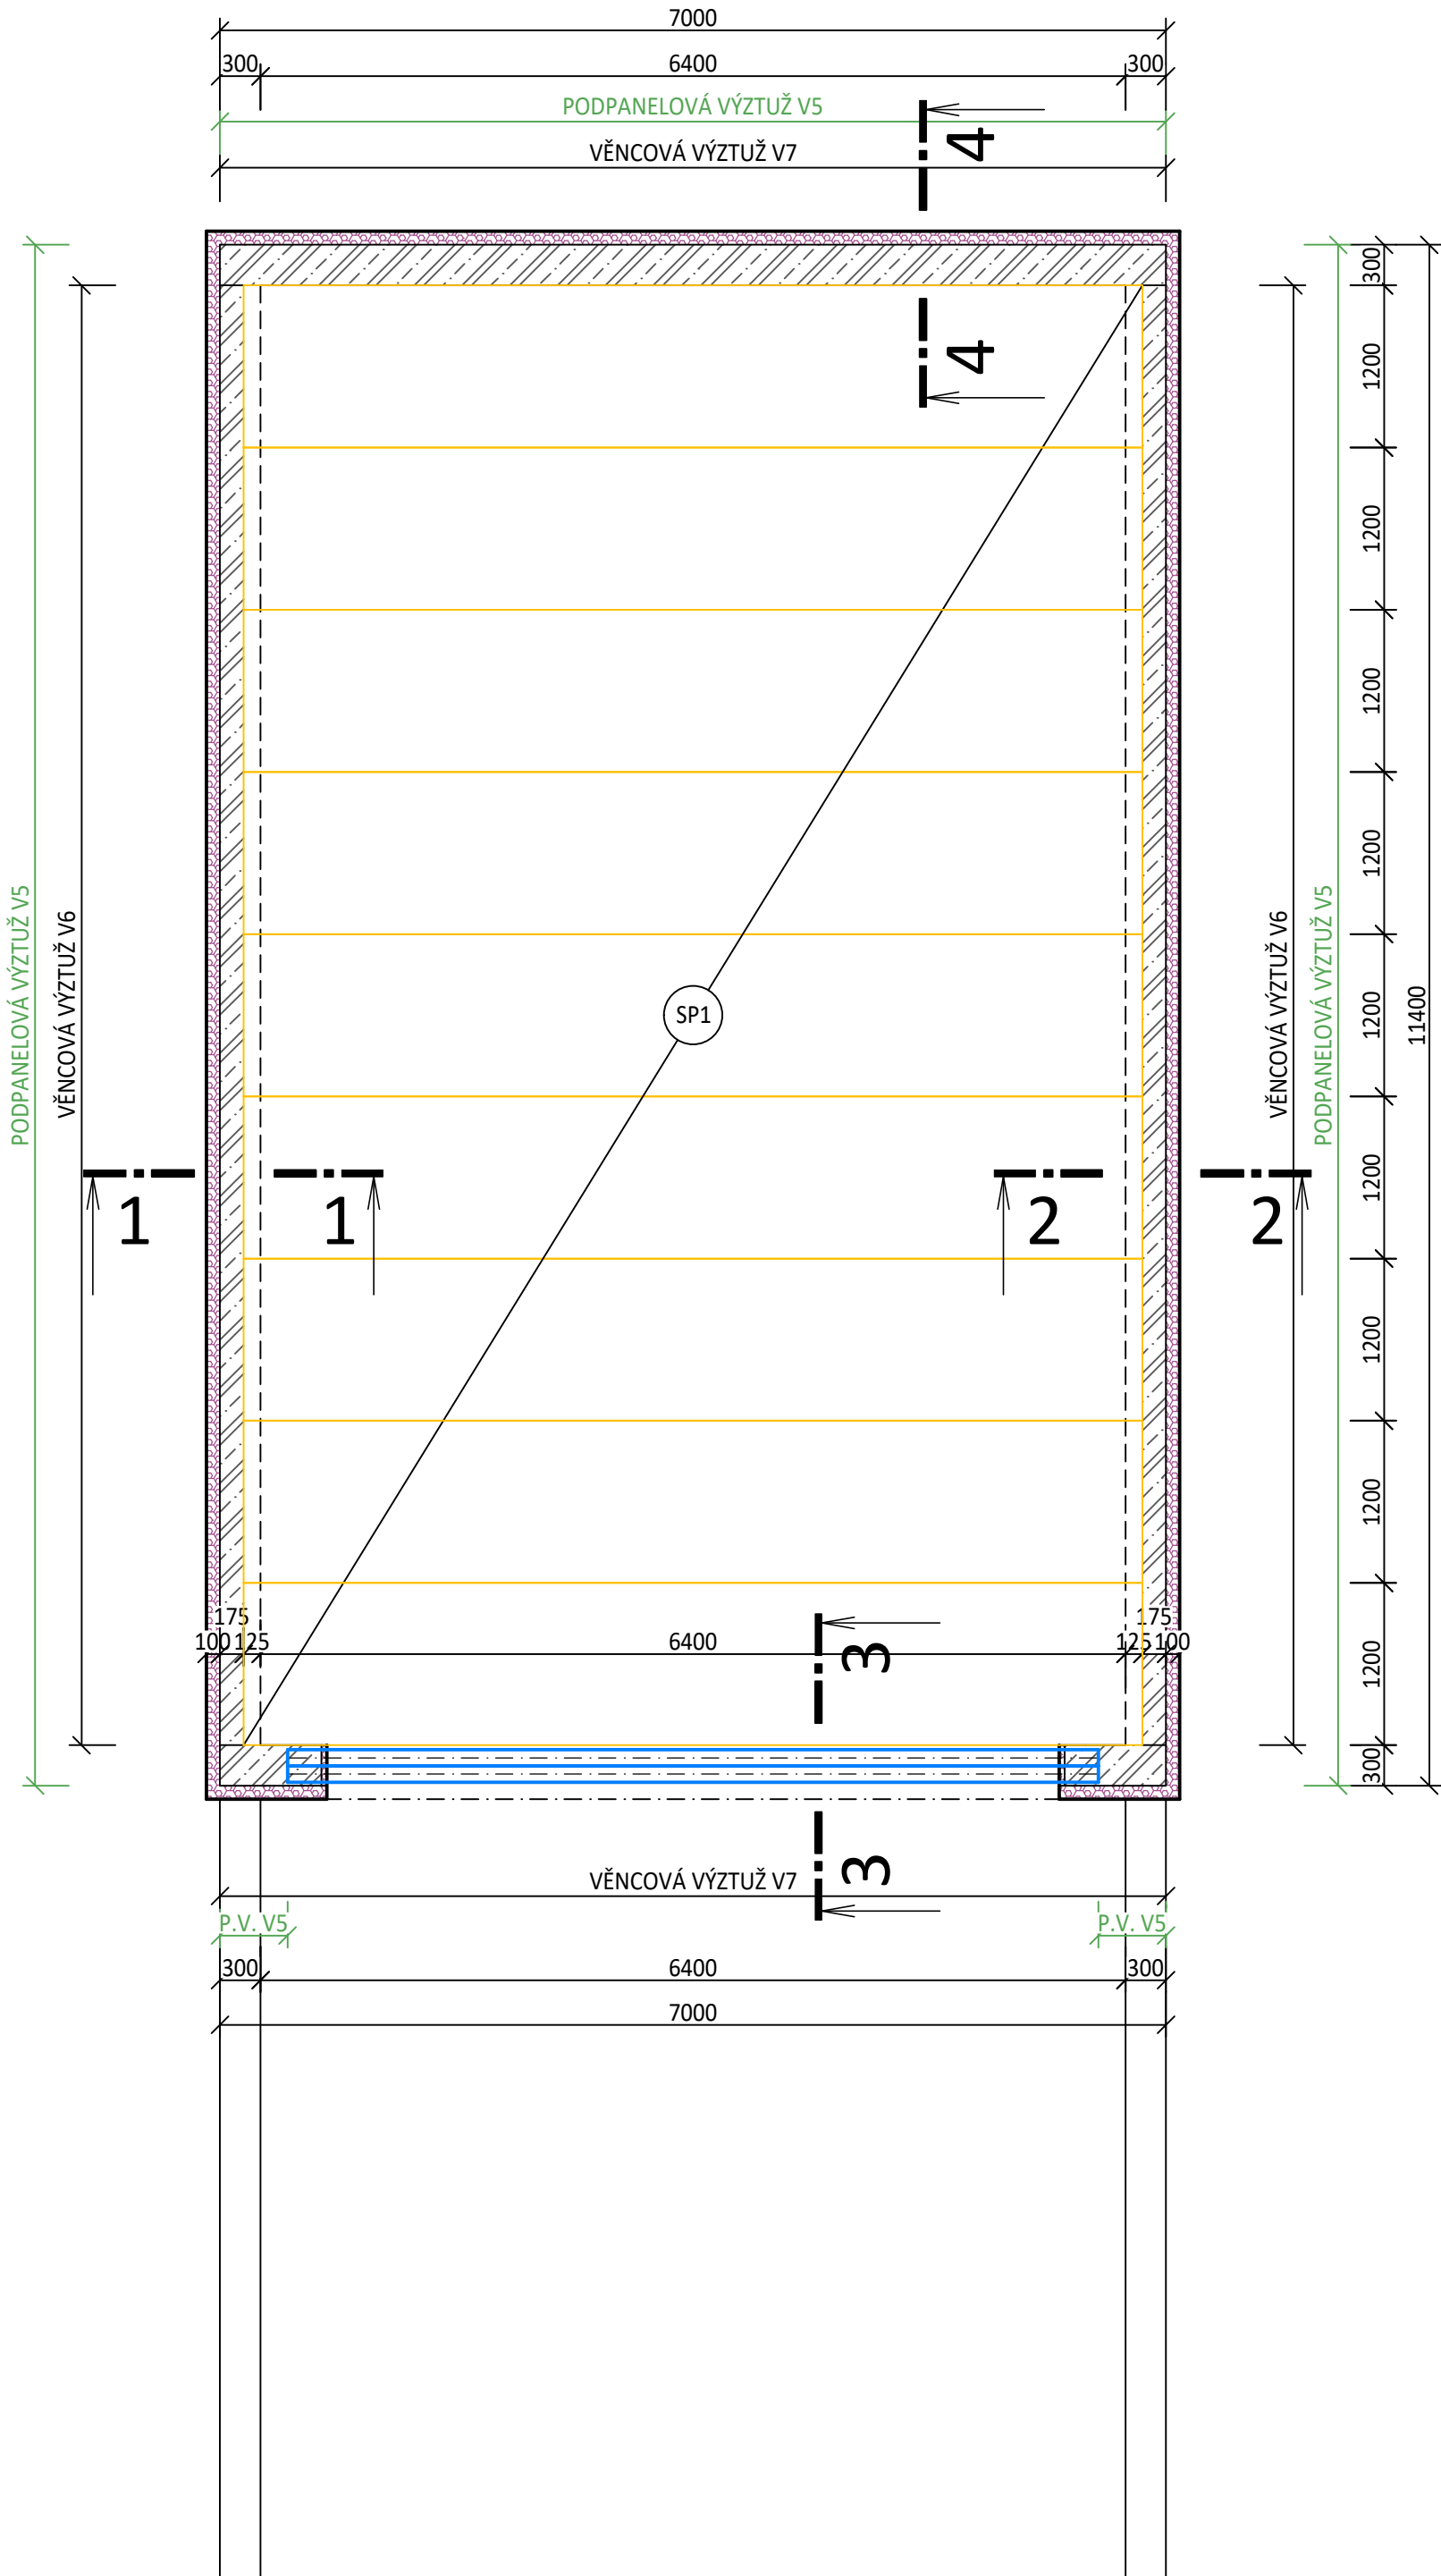 7000
300 6400 300
PODPANELOVÁ VÝZTUŽ V5
VĚNCOVÁ VÝZTUŽ V7
4
4
300
1200
1200
1200
1200
1200
1200
1200
1200
1200
300
11400
PODPANELOVÁ VÝZTUŽ V5
VĚNCOVÁ VÝZTUŽ V6
SP1
VĚNCOVÁ VÝZTUŽ V6
PODPANELOVÁ VÝZTUŽ V5
1 1 2 2
175 175
100 125 6400 125 100
3
3
VĚNCOVÁ VÝZTUŽ V7
P.V. V5 P.V. V5
300 6400 300
7000